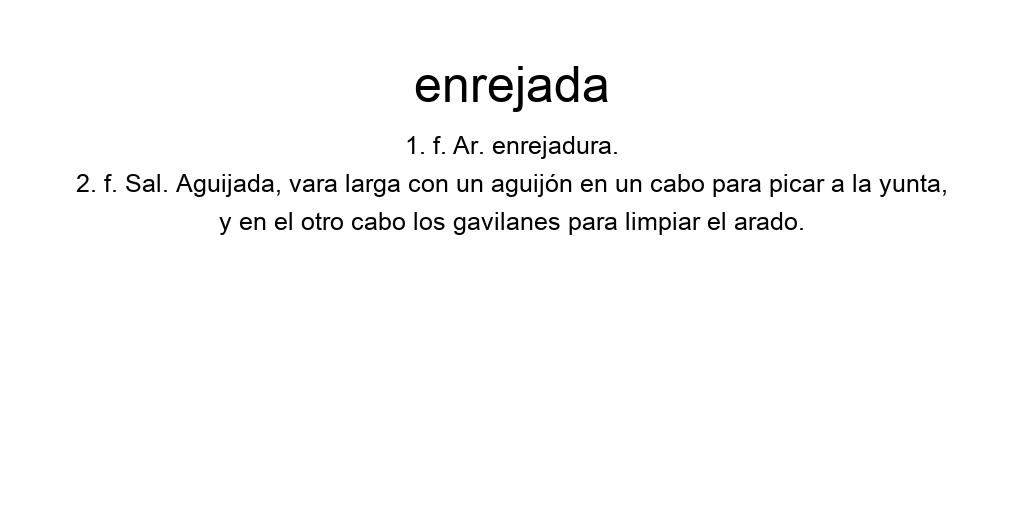 enrejada
1. f. Ar. enrejadura.
2. f. Sal. Aguijada, vara larga con un aguijón en un cabo para picar a la yunta,
y en el otro cabo los gavilanes para limpiar el arado.